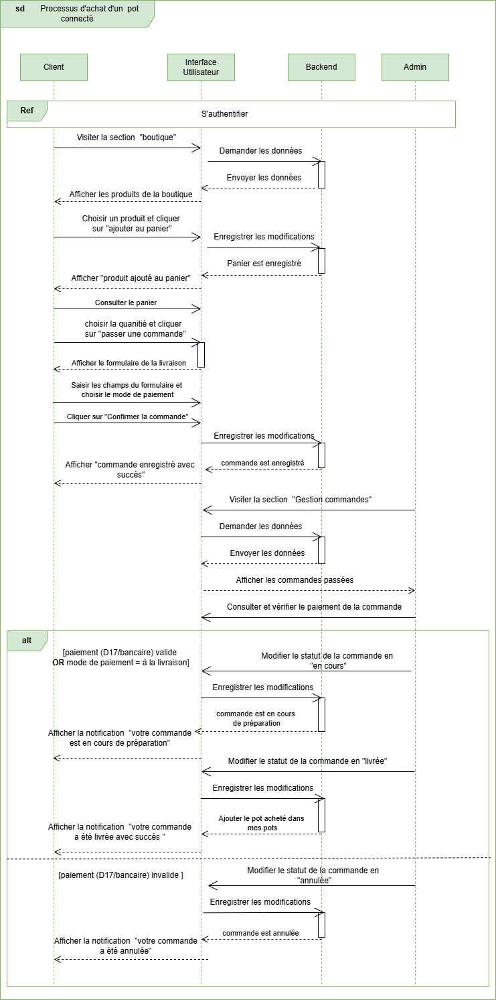 sd Processus d'achat d'un pot
connecté
Client
Interface
Utilisateur
Backend
Admin
Ref
S'authentifier
Visiter la section "boutique"
Demander les données
Envoyer les données
Afficher les produits de la boutique
Choisir un produit et cliquer
sur "ajouter au panier"
Enregistrer les modifications
Panier est enregistré
Afficher "produit ajouté au panier"
Consulter le panier
choisir la quanitié et cliquer
sur "passer une commande"
Afficher le formulaire de la livraison
Saisir les champs du formulaire et
choisir le mode de paiement
Cliquer sur "Confirmer la commande"
Enregistrer les modifications
commande est enregistré
Afficher "commande enregistré avec
succés"
Visiter la section "Gestion commandes"
Demander les données
Envoyer les données
Afficher les commandes passées
Consulter et vérifier le paiement de la commande
alt
[paiement (D17/bancaire) valide
OR mode de paiement = à la livraison]
Modifier le statut de la commande en
"en cours"
Enregistrer les modifications
commande est en cours
de préparation
Afficher la notification "votre commande
est en cours de préparation"
Modifier le statut de la commande en "livrée"
Enregistrer les modifications
Ajouter le pot acheté dans
mes pots
Afficher la notification "votre commande
a été livrée avec succés "
[paiement (D17/bancaire) invalide ]
Modifier le statut de la commande en
"annulée"
Enregistrer les modifications
commande est annulée
Afficher la notification "votre commande
a été annulée"